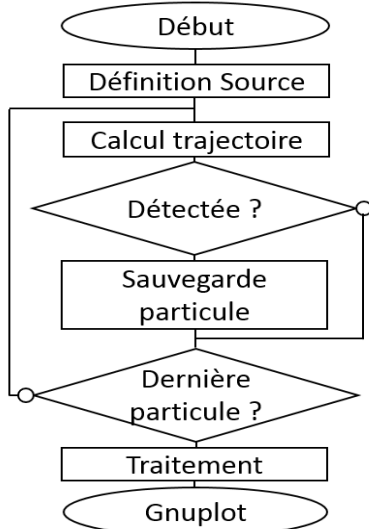 Début
Définition Source
Calcul trajectoire
Détectée ?
Sauvegarde
particule
Dernière
particule ?
Traitement
Gnuplot